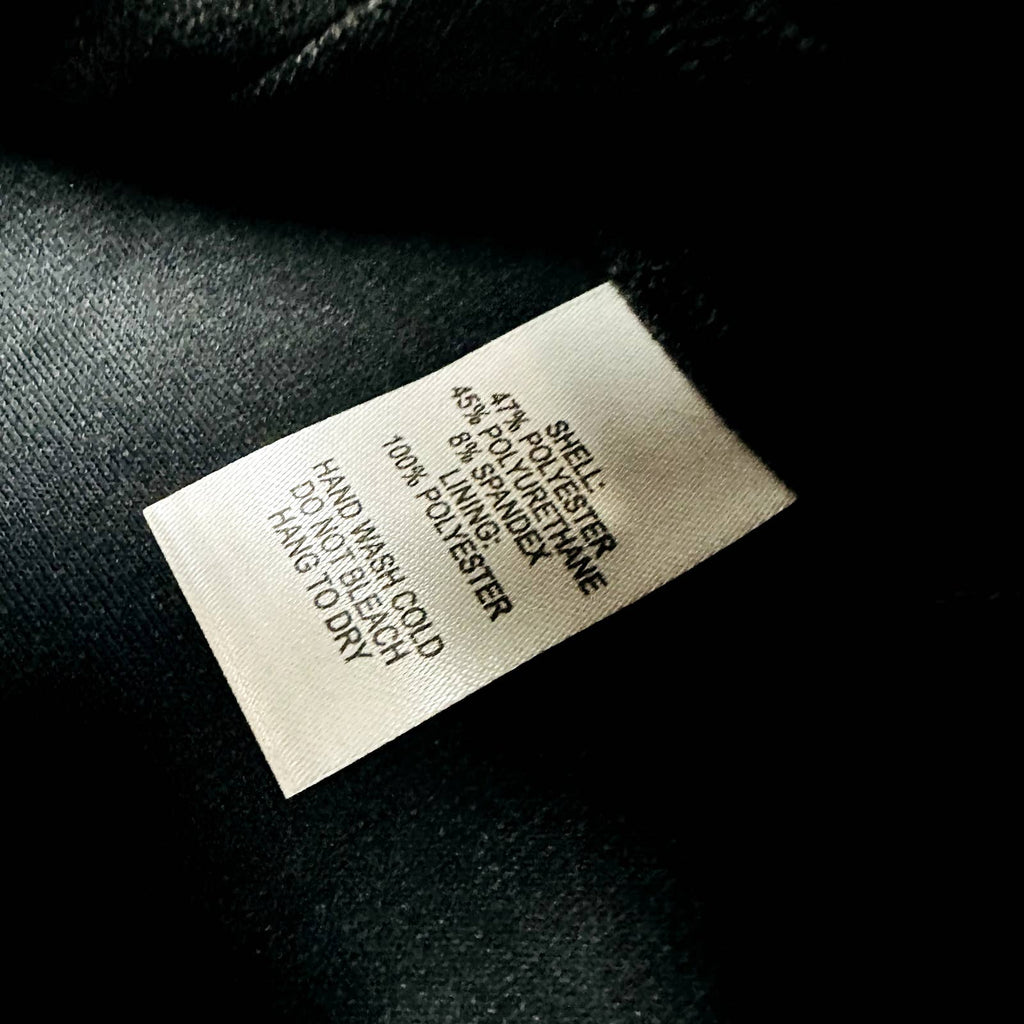 SHELL:
47% POLYESTER
45% POLYURETHANE
8% SPANDEX
LINING:
100% POLYESTER
HAND WASH COLD
DO NOT BLEACH
HANG TO DRY